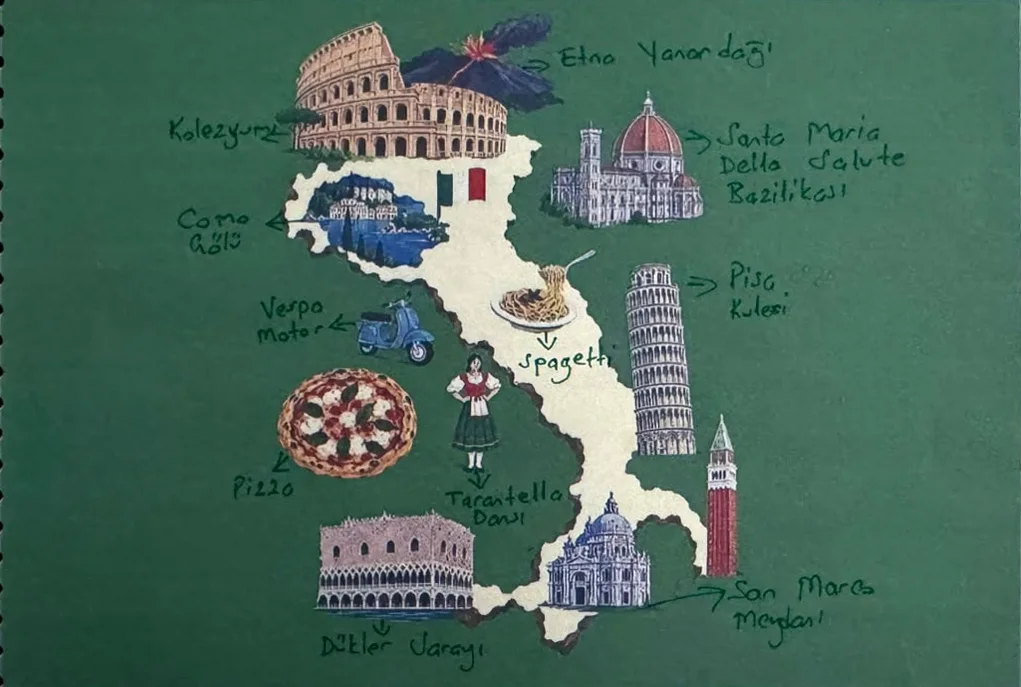 Etna Yanardağı
Kolezyum
Santa Maria
Della Salute
Bazilikası
Como
Gölü
Pisa
Kulesi
Vespa
motor
Spagetti
Pizza
Tarantella
Dansı
San Marco
Meydanı
Dükler Sarayı